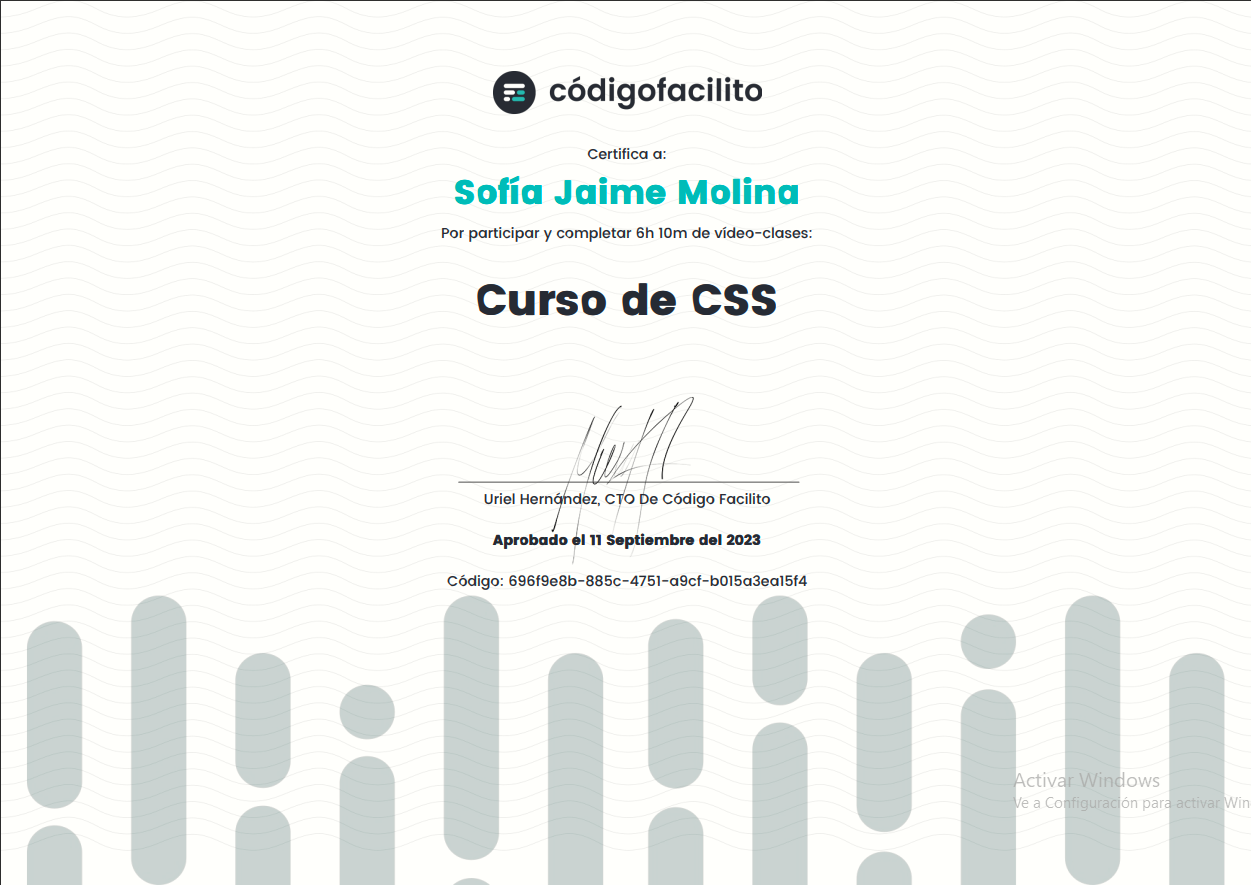 códigofacilito
Certifica a:
Sofía Jaime Molina
Por participar y completar 6h 10m de vídeo-clases:
Curso de CSS
Uriel Hernández, CTO De Código Facilito
Aprobado el 11 Septiembre del 2023
Código: 696f9e8b-885c-4751-a9cf-b015a3ea15f4
Activar Windows
Ve a Configuración para activar Win